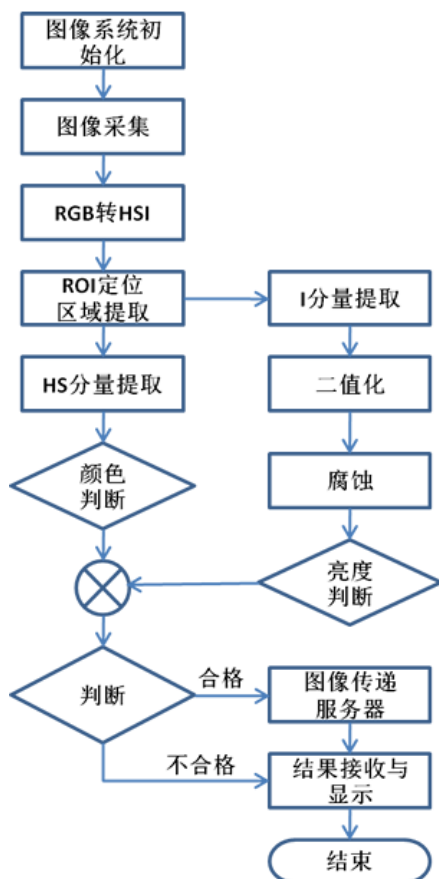 图像系统初
始化
图像采集
RGB转HSI
ROI定位
区域提取
I分量提取
HS分量提取
二值化
颜色
判断
腐蚀
亮度
判断
判断
合格
图像传递
服务器
不合格
结果接收与
显示
结束